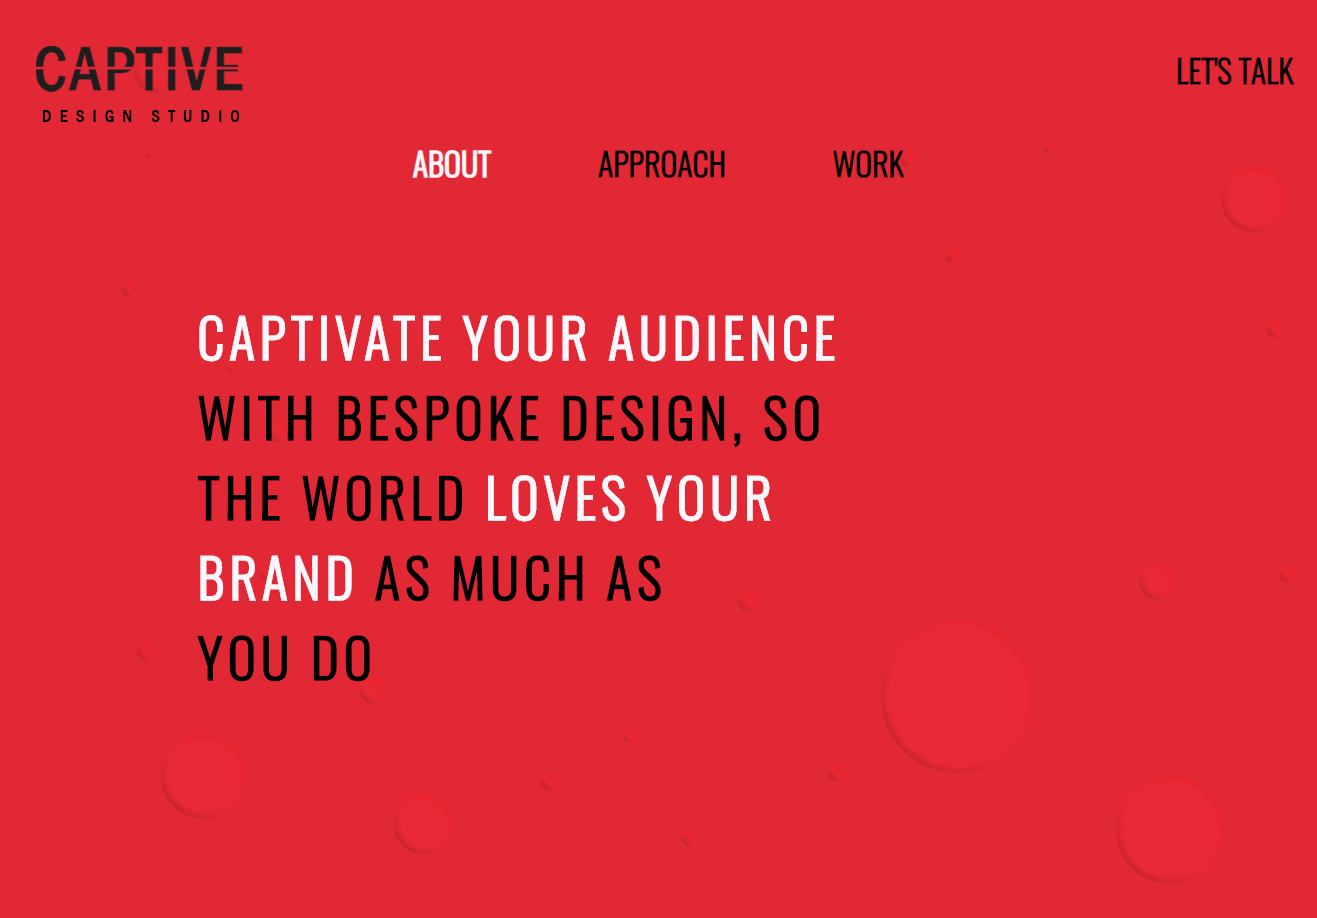 CAPTIVE
DESIGN STUDIO
LET'S TALK
ABOUT APPROACH WORK
CAPTIVATE YOUR AUDIENCE
WITH BESPOKE DESIGN, SO
THE WORLD LOVES YOUR
BRAND AS MUCH AS
YOU DO